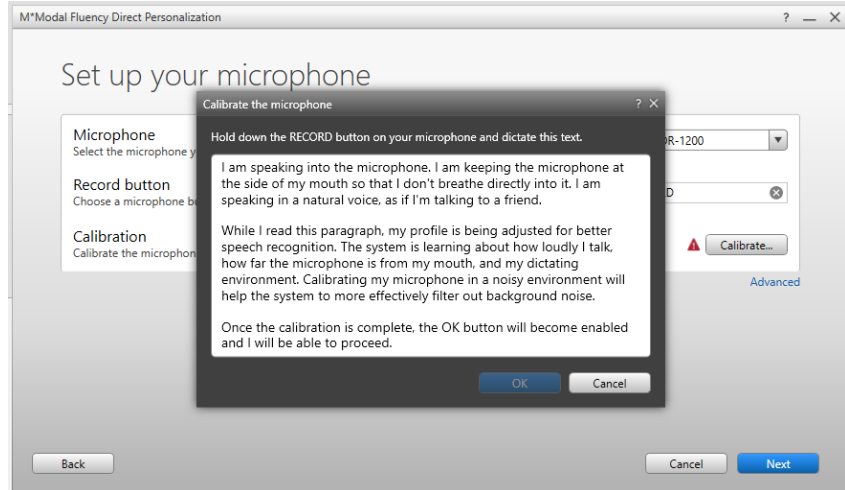 M*Modal Fluency Direct Personalization
Set up your microphone
Calibrate the microphone
Hold down the RECORD button on your microphone and dictate this text.
I am speaking into the microphone. I am keeping the microphone at
the side of my mouth so that I don't breathe directly into it. I am
speaking in a natural voice, as if I'm talking to a friend.
While I read this paragraph, my profile is being adjusted for better
speech recognition. The system is learning about how loudly I talk,
how far the microphone is from my mouth, and my dictating
environment. Calibrating my microphone in a noisy environment will
help the system to more effectively filter out background noise.
Once the calibration is complete, the OK button will become enabled
and I will be able to proceed.
OK
Cancel
Microphone
Select the microphone y
R-1200
Record button
Choose a microphone bu
D
Calibration
Calibrate the microphon
Calibrate...
Advanced
Back
Cancel
Next